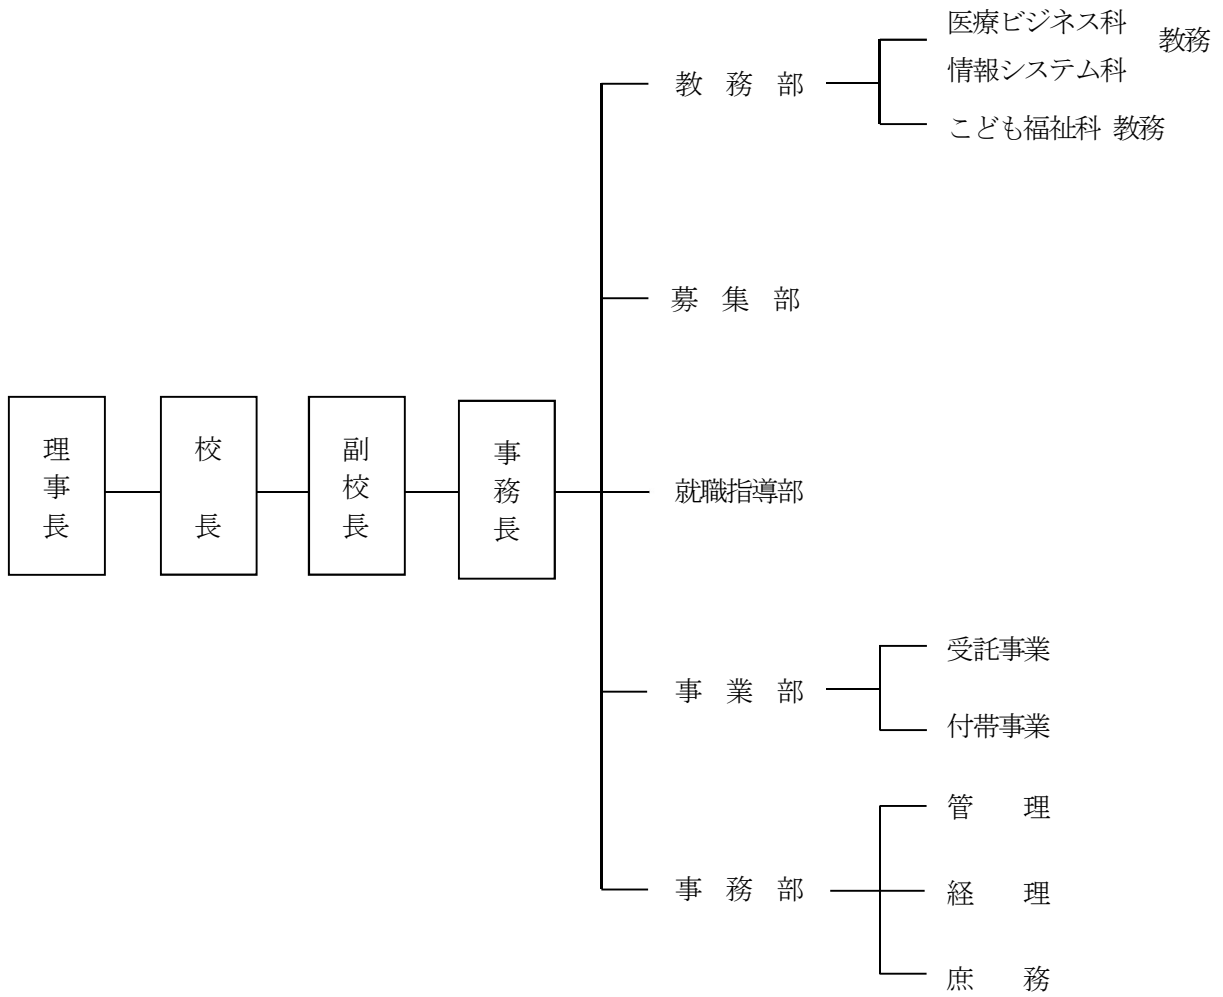 理事長
校長
副校長
事務長
教務部
医療ビジネス科
情報システム科
教務
こども福祉科 教務
募集部
就職指導部
事業部
受託事業
付帯事業
事務部
管理
経理
庶務